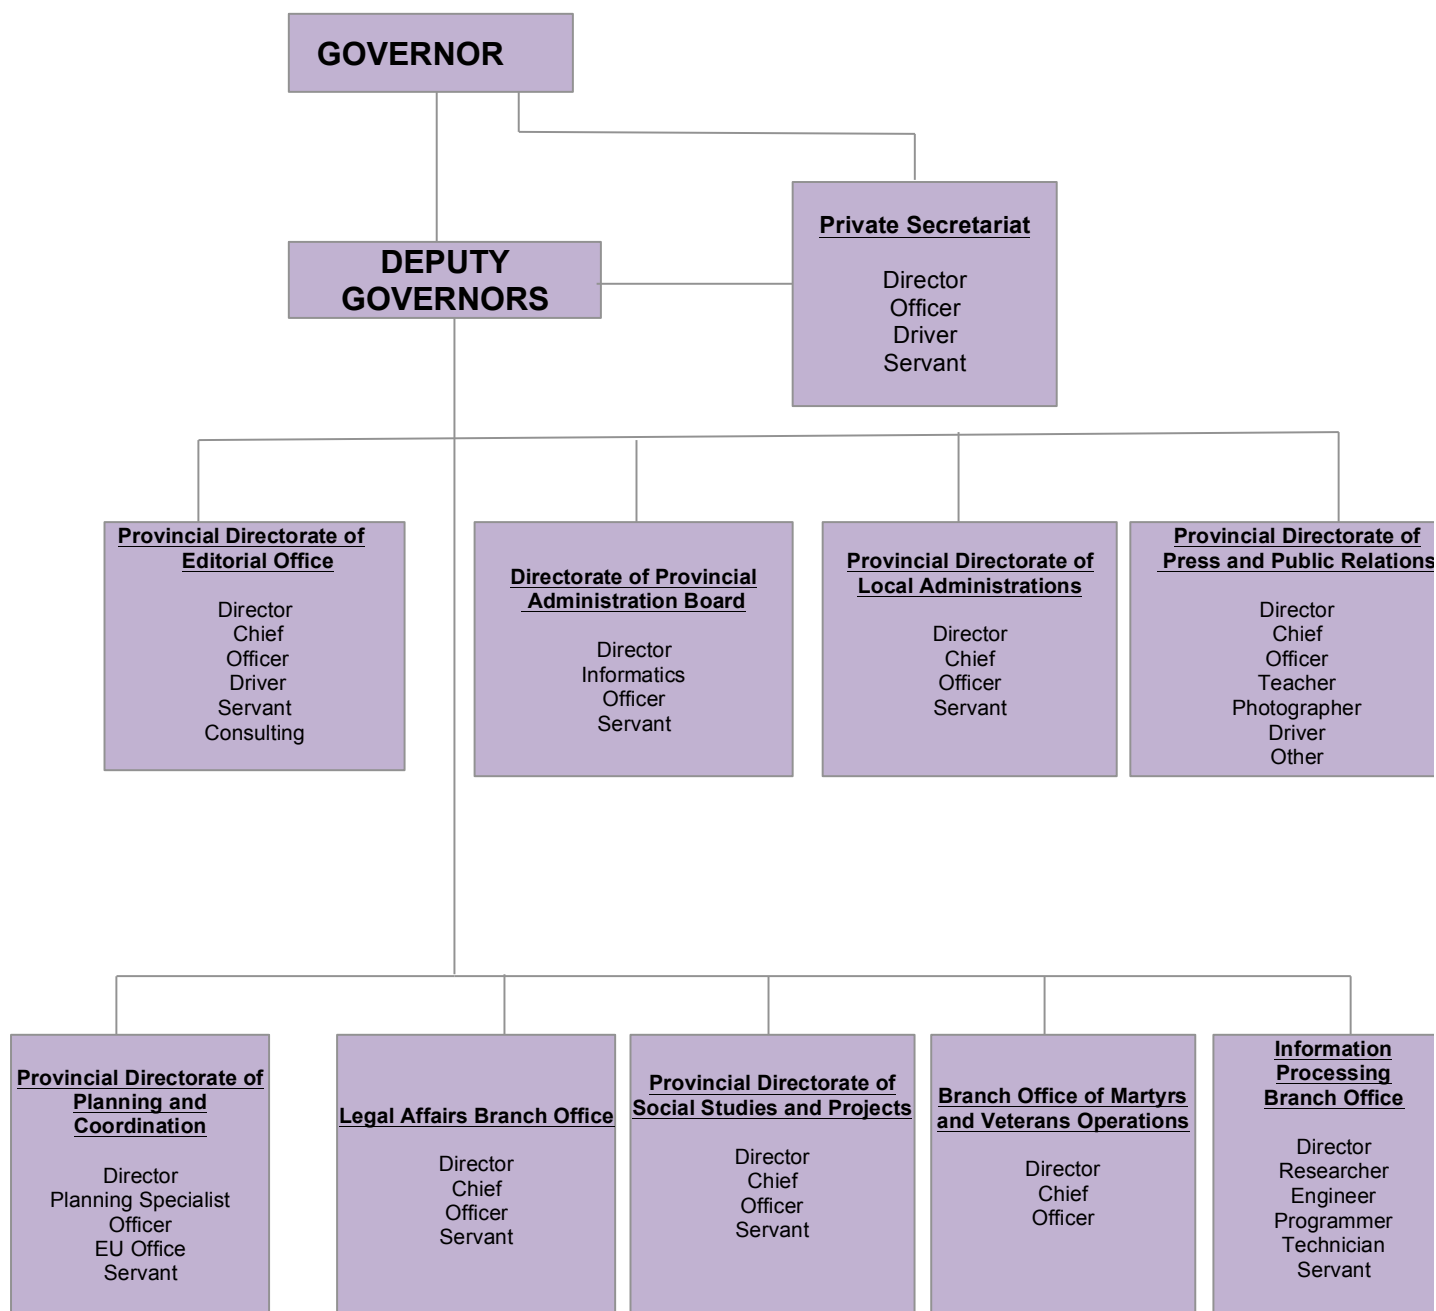 GOVERNOR
Private Secretariat
Director
Officer
Driver
Servant
DEPUTY
GOVERNORS
Provincial Directorate of
Editorial Office
Director
Chief
Officer
Driver
Servant
Consulting
Directorate of Provincial
Administration Board
Director
Informatics
Officer
Servant
Provincial Directorate of
Local Administrations
Director
Chief
Officer
Servant
Provincial Directorate of
Press and Public Relations
Director
Chief
Officer
Teacher
Photographer
Driver
Other
Provincial Directorate of
Planning and
Coordination
Director
Planning Specialist
Officer
EU Office
Servant
Legal Affairs Branch Office
Director
Chief
Officer
Servant
Provincial Directorate of
Social Studies and Projects
Director
Chief
Officer
Servant
Branch Office of Martyrs
and Veterans Operations
Director
Chief
Officer
Information
Processing
Branch Office
Director
Researcher
Engineer
Programmer
Technician
Servant